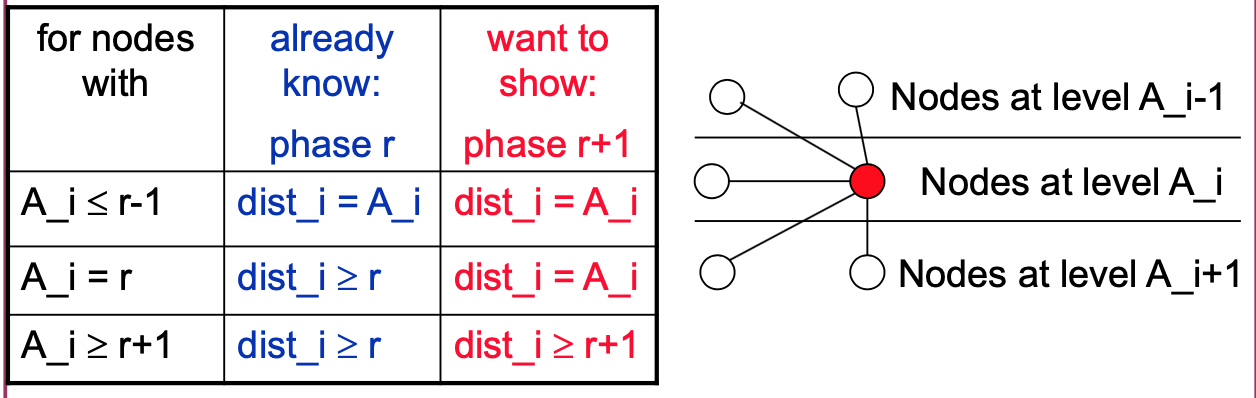 for nodes with
already know:
phase r
want to show:
phase r+1
A_i ≤ r-1
dist_i = A_i
dist_i = A_i
A_i = r
dist_i ≥ r
dist_i = A_i
A_i ≥ r+1
dist_i ≥ r
dist_i ≥ r+1
Nodes at level A_i-1
Nodes at level A_i
Nodes at level A_i+1